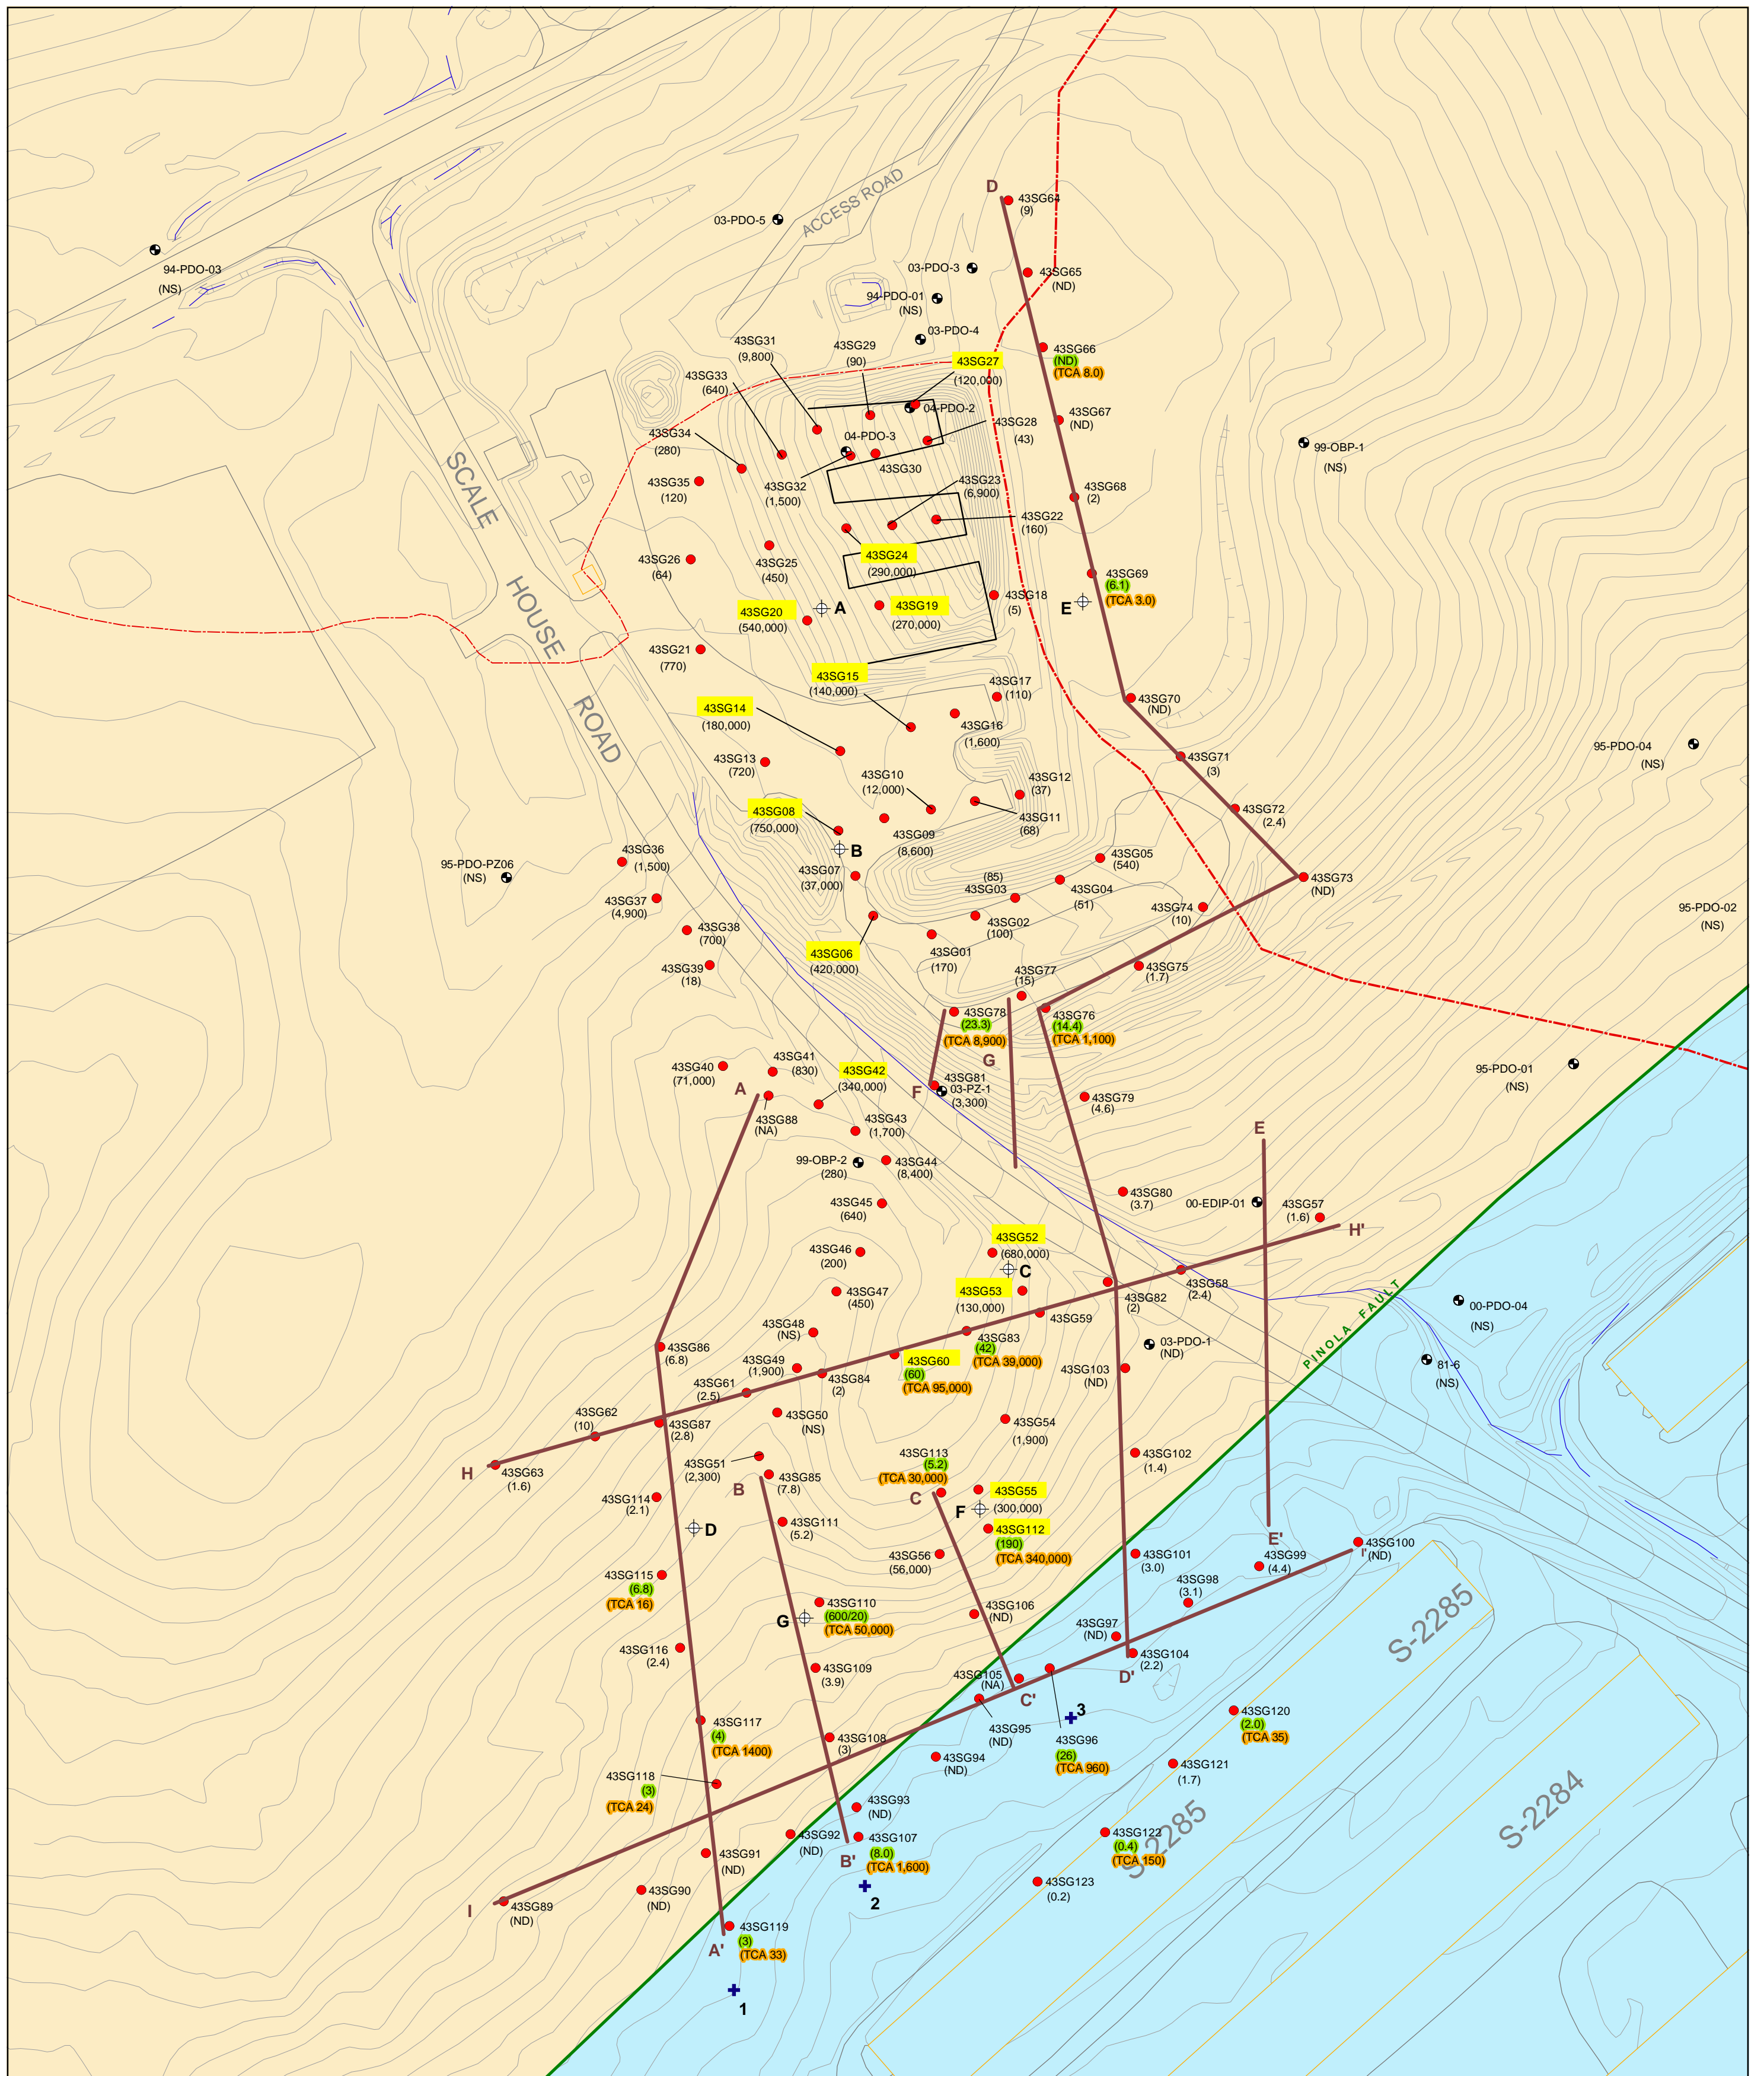 D
43SG64
(9)
ACCESS ROAD
03-PDO-5
94-PDO-03
(NS)
03-PDO-3
43SG65
(ND)
94-PDO-01
(NS)
03-PDO-4
43SG31
(9,800)
43SG29
(90)
43SG27
(120,000)
43SG66
(ND)
(TCA 8.0)
43SG33
(640)
04-PDO-2
43SG28
(43)
43SG67
(ND)
43SG34
(280)
04-PDO-3
43SG30
99-OBP-1
(NS)
SCALE
HOUSE
ROAD
43SG35
(120)
43SG32
(1,500)
43SG23
(6,900)
43SG68
(2)
43SG22
(160)
43SG26
(64)
43SG25
(450)
43SG24
(290,000)
43SG69
(6.1)
(TCA 3.0)
43SG20
(540,000)
A
43SG19
(270,000)
43SG18
(5)
E
43SG21
(770)
43SG15
(140,000)
43SG17
(110)
43SG70
(ND)
43SG14
(180,000)
43SG16
(1,600)
43SG13
(720)
43SG71
(3)
95-PDO-04
(NS)
43SG10
(12,000)
43SG12
(37)
43SG08
(750,000)
43SG11
(68)
43SG72
(2.4)
43SG09
(8,600)
B
43SG36
(1,500)
95-PDO-PZ06
(NS)
43SG07
(37,000)
43SG05
(540)
(85)
43SG03
43SG04
(51)
43SG73
(ND)
43SG37
(4,900)
43SG74
(10)
95-PDO-02
(NS)
43SG38
(700)
43SG02
(100)
43SG06
(420,000)
43SG01
(170)
43SG39
(18)
43SG77
(15)
43SG75
(1.7)
43SG78
(23.3)
(TCA 8,900)
43SG76
(14.4)
(TCA 1,100)
G
43SG40
(71,000)
43SG41
(830)
43SG42
(340,000)
95-PDO-01
(NS)
A
F
43SG81
03-PZ-1
(3,300)
43SG79
(4.6)
43SG88
(NA)
43SG43
(1,700)
E
99-OBP-2
(280)
43SG44
(8,400)
43SG45
(640)
43SG80
(3.7)
00-EDIP-01
43SG57
(1.6)
H'
43SG46
(200)
43SG52
(680,000)
C
43SG47
(450)
43SG53
(130,000)
43SG58
(2.4)
43SG82
(2)
PINOLA FAULT
00-PDO-04
(NS)
43SG48
(NS)
43SG59
43SG83
(42)
(TCA 39,000)
03-PDO-1
(ND)
43SG86
(6.8)
43SG49
(1,900)
43SG84
(2)
43SG60
(60)
(TCA 95,000)
43SG103
(ND)
81-6
(NS)
43SG61
(2.5)
43SG62
(10)
43SG87
(2.8)
43SG50
(NS)
43SG54
(1,900)
43SG102
(1.4)
H
43SG63
(1.6)
43SG51
(2,300)
43SG85
(7.8)
B
43SG113
(5.2)
(TCA 30,000)
C
43SG55
(300,000)
F
43SG114
(2.1)
D
43SG111
(5.2)
43SG112
(190)
(TCA 340,000)
E'
43SG100
(ND)
I'
43SG56
(56,000)
43SG101
(3.0)
43SG99
(4.4)
43SG115
(6.8)
(TCA 16)
43SG98
(3.1)
S-2285
G
43SG110
(600/20)
(TCA 50,000)
43SG106
(ND)
43SG97
(ND)
43SG116
(2.4)
43SG109
(3.9)
43SG104
(2.2)
D'
43SG105
(NA)
C'
43SG117
(4)
(TCA 1400)
3
43SG95
(ND)
43SG96
(26)
(TCA 960)
43SG120
(2.0)
(TCA 35)
43SG108
(3)
43SG94
(ND)
43SG121
(1.7)
43SG118
(3)
(TCA 24)
43SG93
(ND)
S-2284
43SG92
(ND)
43SG107
(8.0)
(TCA 1,600)
B'
43SG122
(0.4)
(TCA 150)
S-2285
43SG91
(ND)
43SG90
(ND)
2
43SG123
(0.2)
I
43SG89
(ND)
43SG119
(3)
(TCA 33)
A'
1